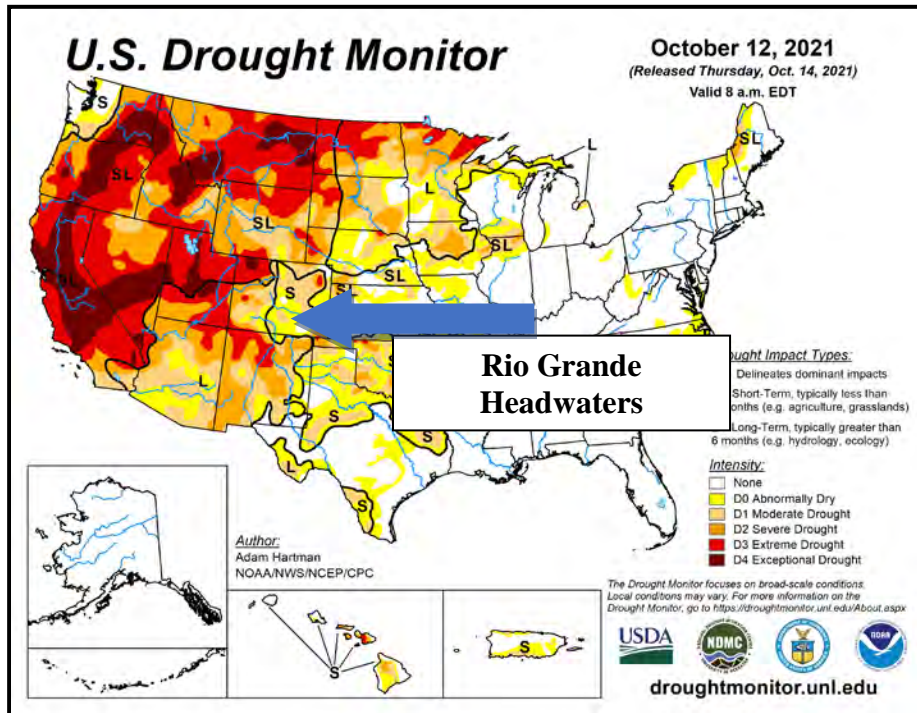 U.S. Drought Monitor
October 12, 2021
(Released Thursday, Oct. 14, 2021)
Valid 8 a.m. EDT
S
L
SL
SL
L
SL
SL
SL
SL
S
SL
Rio Grande
Headwaters
L
S
S
S
L
S
ought Impact Types:
Delineates dominant impacts
Short-Term, typically less than
onths (e.g. agriculture, grasslands)
Long-Term, typically greater than
6 months (e.g. hydrology, ecology)
Intensity:
None
D0 Abnormally Dry
D1 Moderate Drought
D2 Severe Drought
D3 Extreme Drought
D4 Exceptional Drought
Author:
Adam Hartman
NOAA/NWS/NCEP/CPC
S
S
The Drought Monitor focuses on broad-scale conditions.
Local conditions may vary. For more information on the
Drought Monitor, go to https://droughtmonitor.unl.edu/About.aspx
USDA
NDMC
NOAA
droughtmonitor.unl.edu